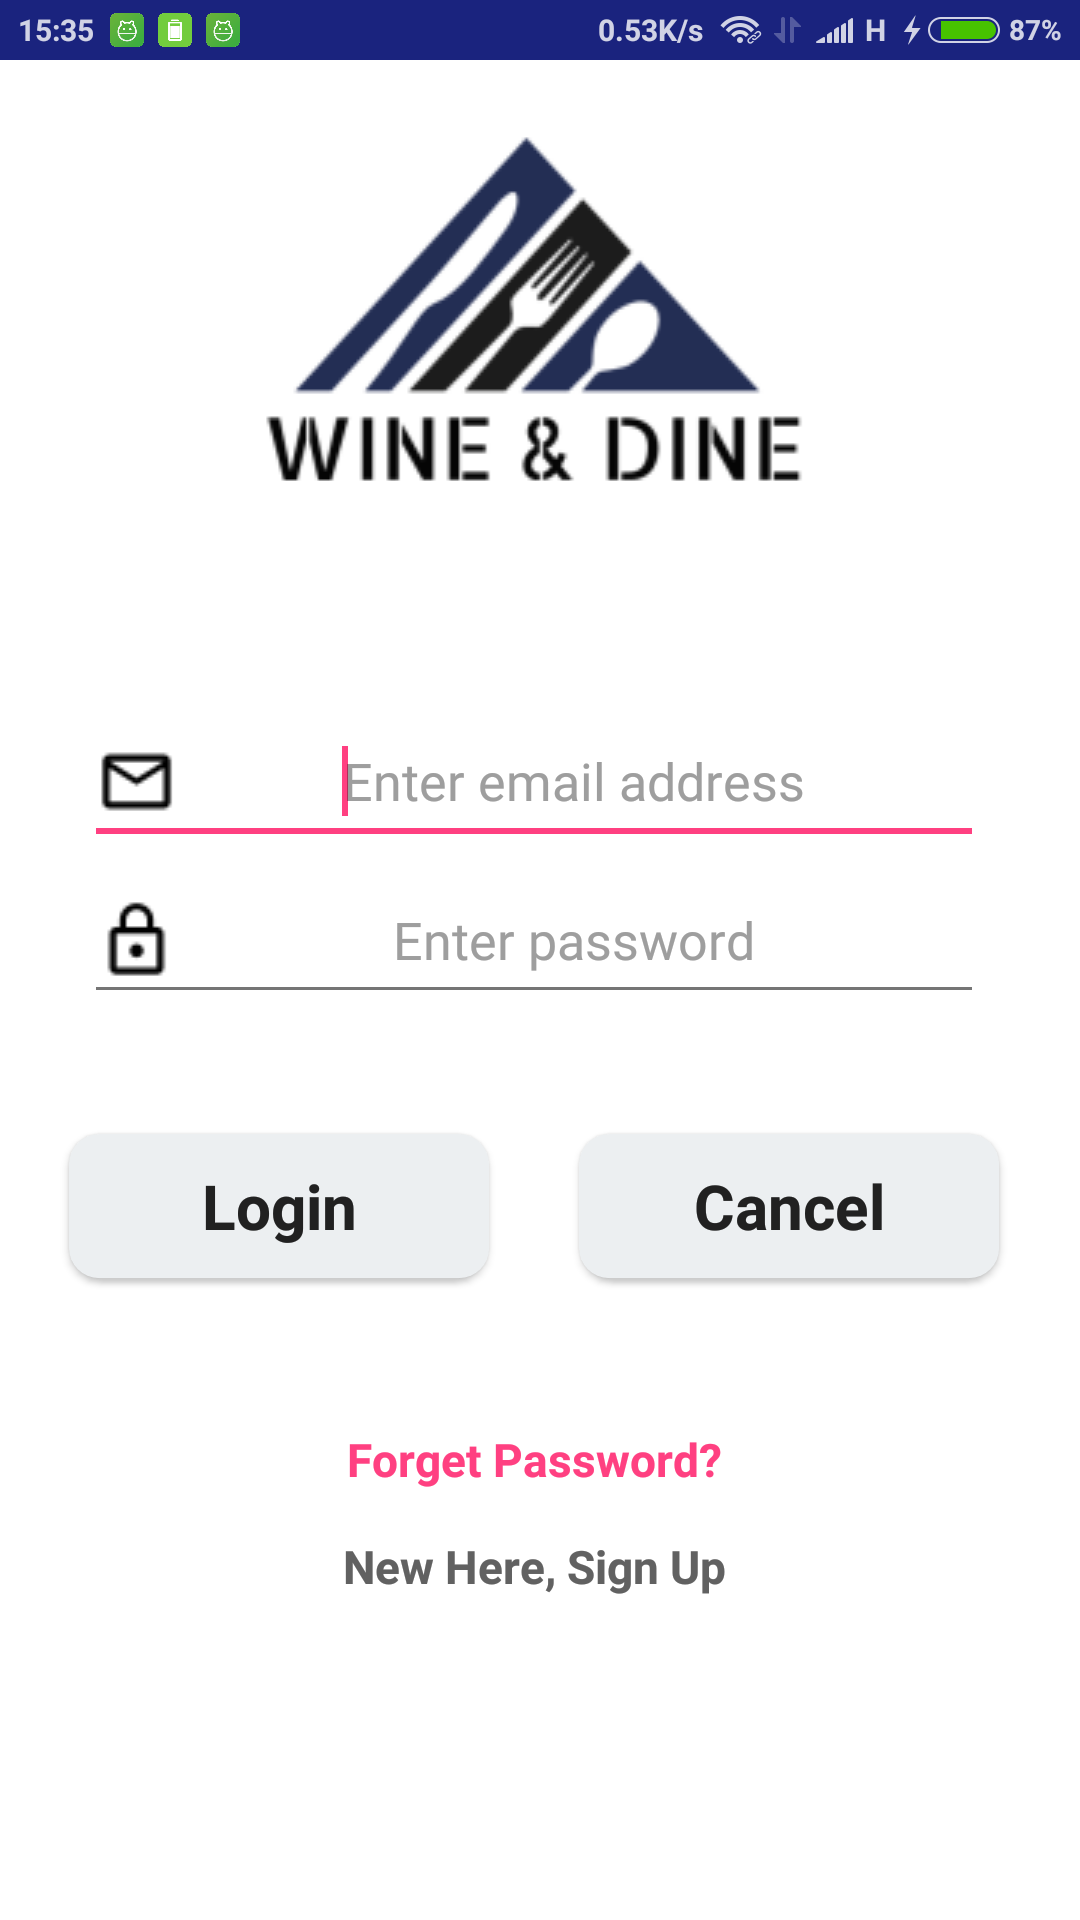 15:35 0.53K/s H 87%
WINE & DINE
Enter email address
Enter password
Login Cancel
Forget Password?
New Here, Sign Up